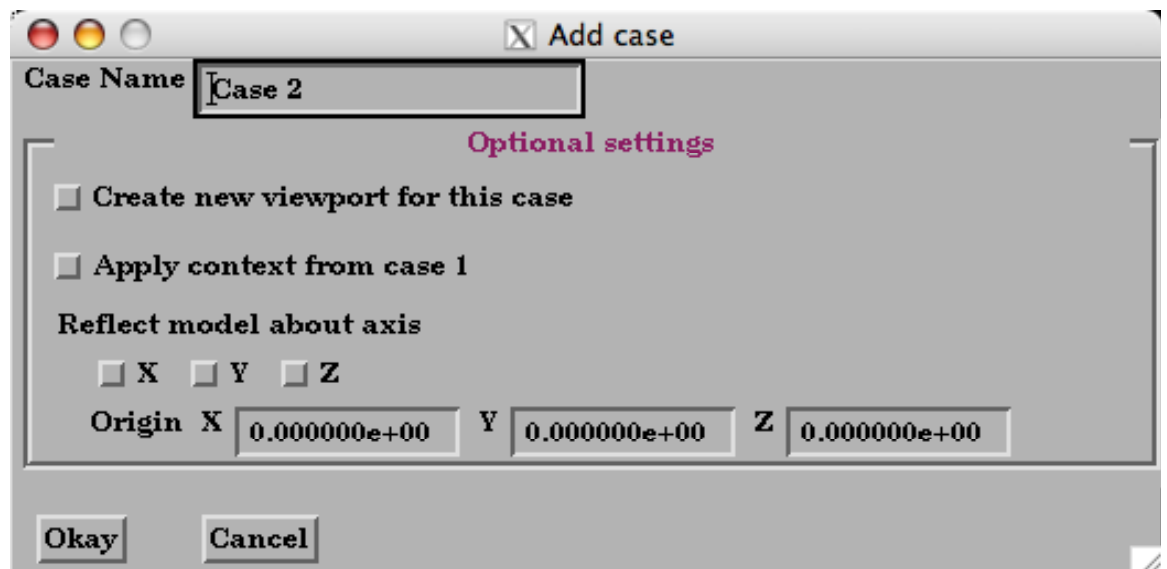 X Add case
Case Name Case 2
Optional settings
Create new viewport for this case
Apply context from case 1
Reflect model about axis
X Y Z
Origin X 0.000000e+00 Y 0.000000e+00 Z 0.000000e+00
Okay Cancel